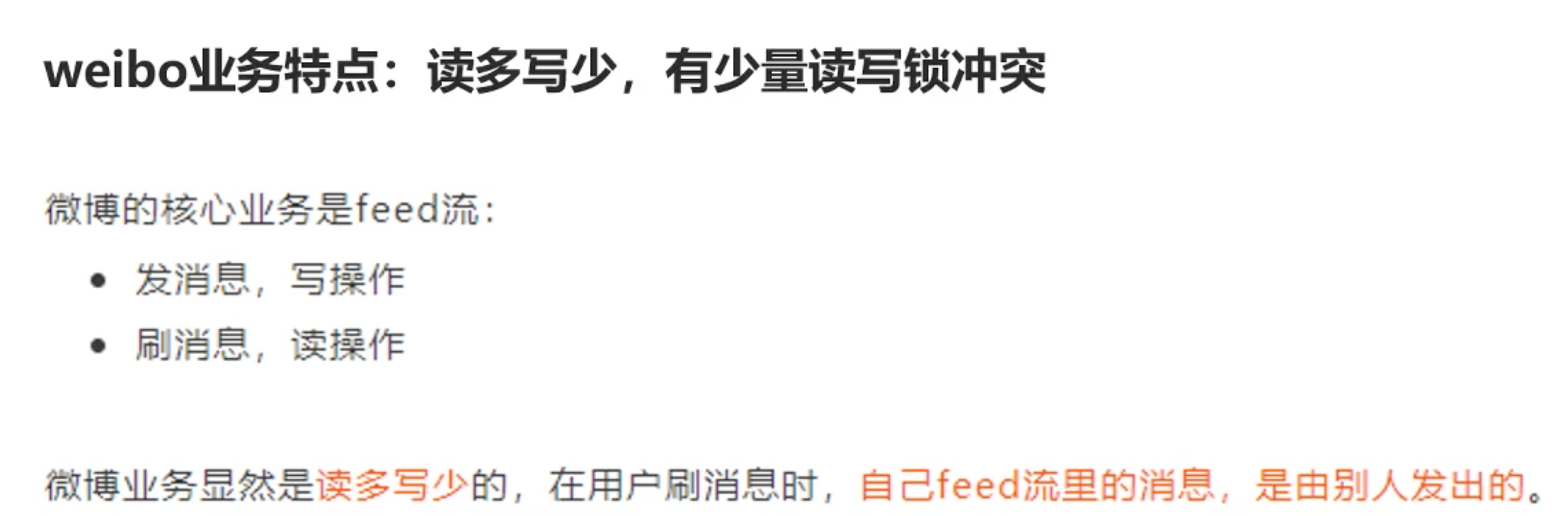 weibo业务特点：读多写少，有少量读写锁冲突
微博的核心业务是feed流：
• 发消息，写操作
• 刷消息，读操作
微博业务显然是读多写少的，在用户刷消息时，自己feed流里的消息，是由别人发出的。